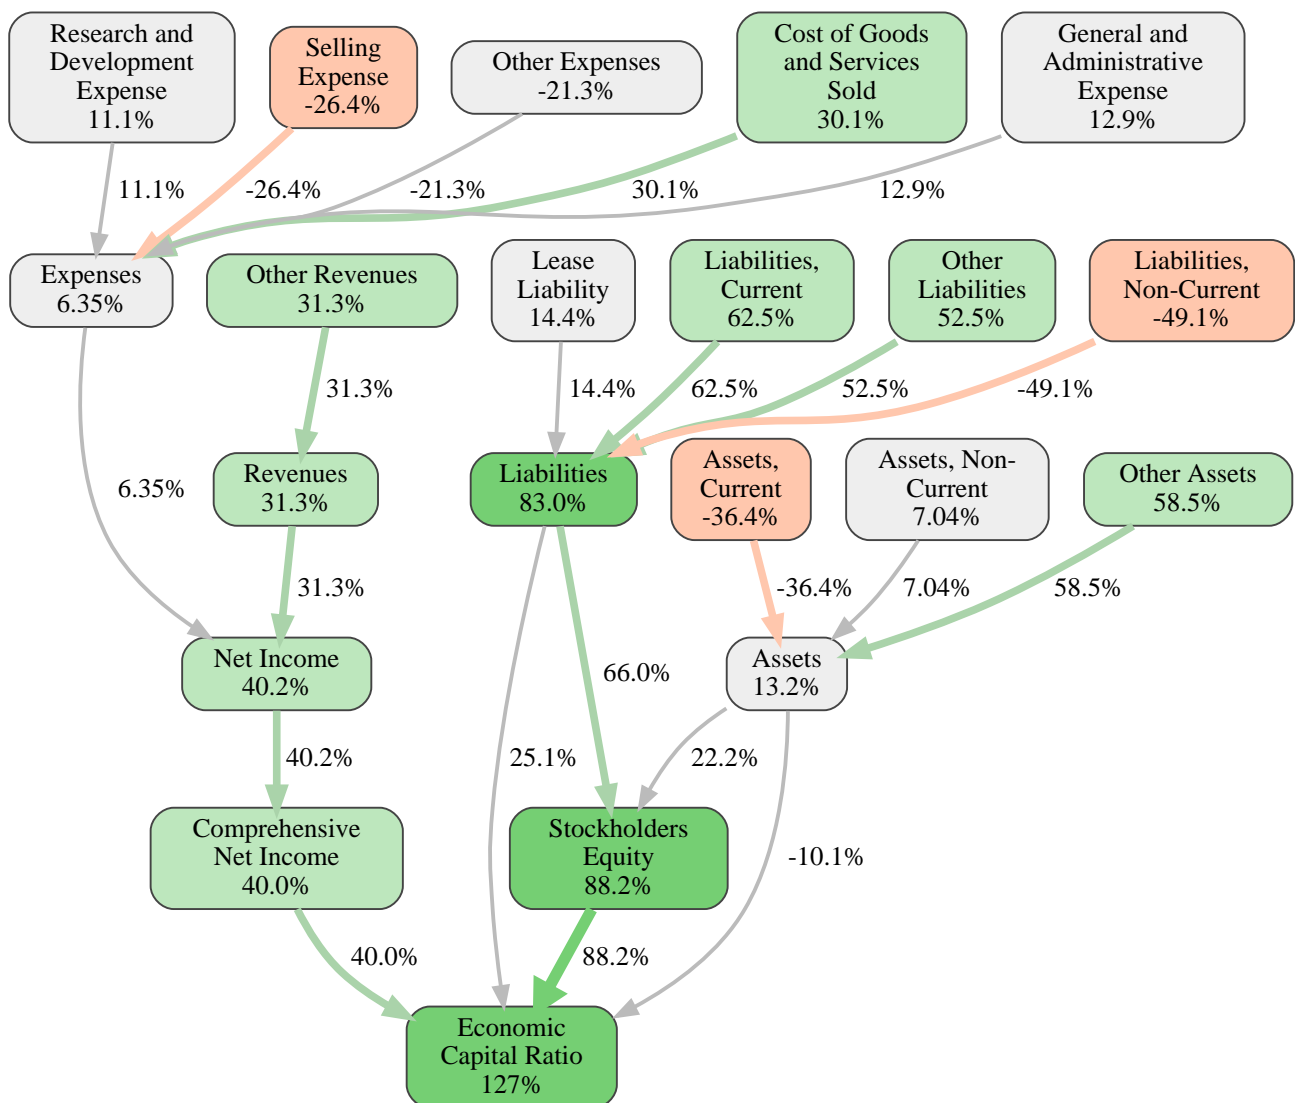 Research and
Development
Expense
11.1%
Selling
Expense
-26.4%
Other Expenses
-21.3%
Cost of Goods
and Services
Sold
30.1%
General and
Administrative
Expense
12.9%
11.1%
-26.4%
-21.3%
30.1%
12.9%
Expenses
6.35%
Other Revenues
31.3%
Lease
Liability
14.4%
Liabilities,
Current
62.5%
Other
Liabilities
52.5%
Liabilities,
Non-Current
-49.1%
31.3%
14.4%
62.5%
52.5%
-49.1%
6.35%
Revenues
31.3%
Liabilities
83.0%
Assets,
Current
-36.4%
Assets, Non-
Current
7.04%
Other Assets
58.5%
31.3%
-36.4%
7.04%
58.5%
Net Income
40.2%
66.0%
Assets
13.2%
40.2%
25.1%
22.2%
-10.1%
Comprehensive
Net Income
40.0%
Stockholders
Equity
88.2%
40.0%
88.2%
Economic
Capital Ratio
127%